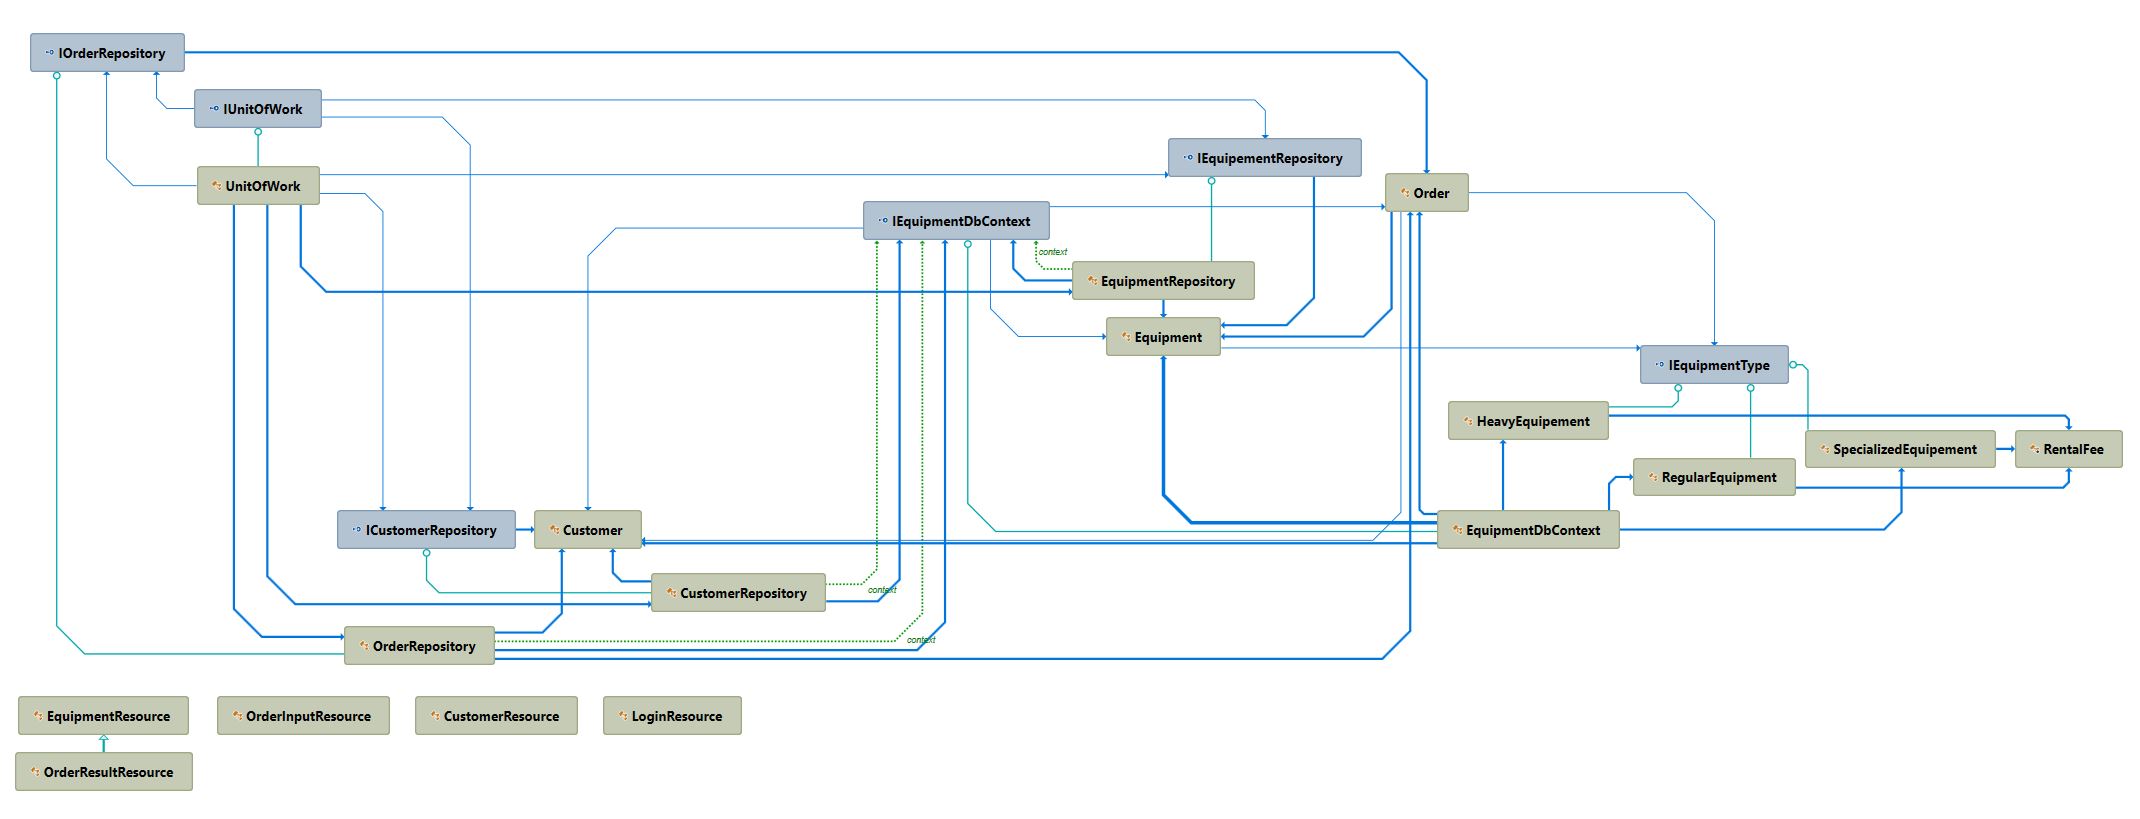 IOrderRepository
IUnitOfWork
IEquipementRepository
UnitOfWork
Order
IEquipmentDbContext
context
EquipmentRepository
Equipment
IEquipmentType
HeavyEquipement
SpecializedEquipement
RentalFee
RegularEquipment
ICustomerRepository
Customer
EquipmentDbContext
CustomerRepository
context
OrderRepository
context
EquipmentResource
OrderInputResource
CustomerResource
LoginResource
OrderResultResource